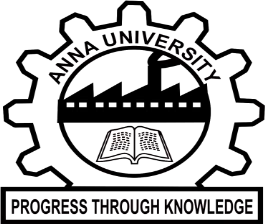 ANNA UNIVERSITY
PROGRESS THROUGH KNOWLEDGE